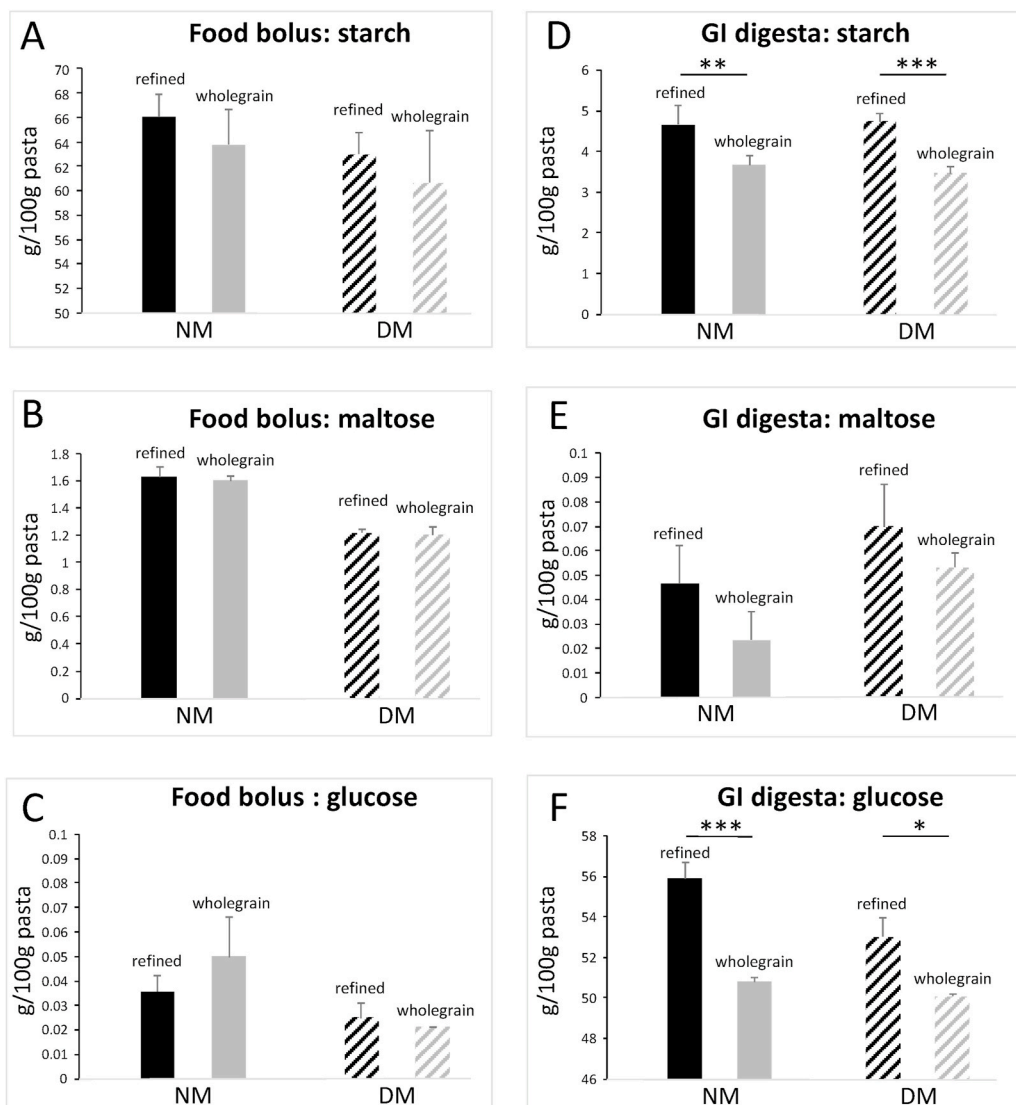 A
Food bolus: starch
g/100g pasta
70
68
66
64
62
60
58
56
54
52
50
refined
wholegrain
refined
wholegrain
NM
DM
D
GI digesta: starch
g/100g pasta
6
5
4
3
2
1
0
**
***
refined
wholegrain
refined
wholegrain
NM
DM
B
Food bolus: maltose
g/100g pasta
1.8
1.6
1.4
1.2
1
0.8
0.6
0.4
0.2
0
refined
wholegrain
refined
wholegrain
NM
DM
E
GI digesta: maltose
g/100g pasta
0.1
0.09
0.08
0.07
0.06
0.05
0.04
0.03
0.02
0.01
0
refined
wholegrain
refined
wholegrain
NM
DM
C
Food bolus : glucose
g/100g pasta
0.1
0.09
0.08
0.07
0.06
0.05
0.04
0.03
0.02
0.01
0
refined
wholegrain
refined
wholegrain
NM
DM
F
GI digesta: glucose
g/100g pasta
58
56
54
52
50
48
46
***
*
refined
wholegrain
refined
wholegrain
NM
DM